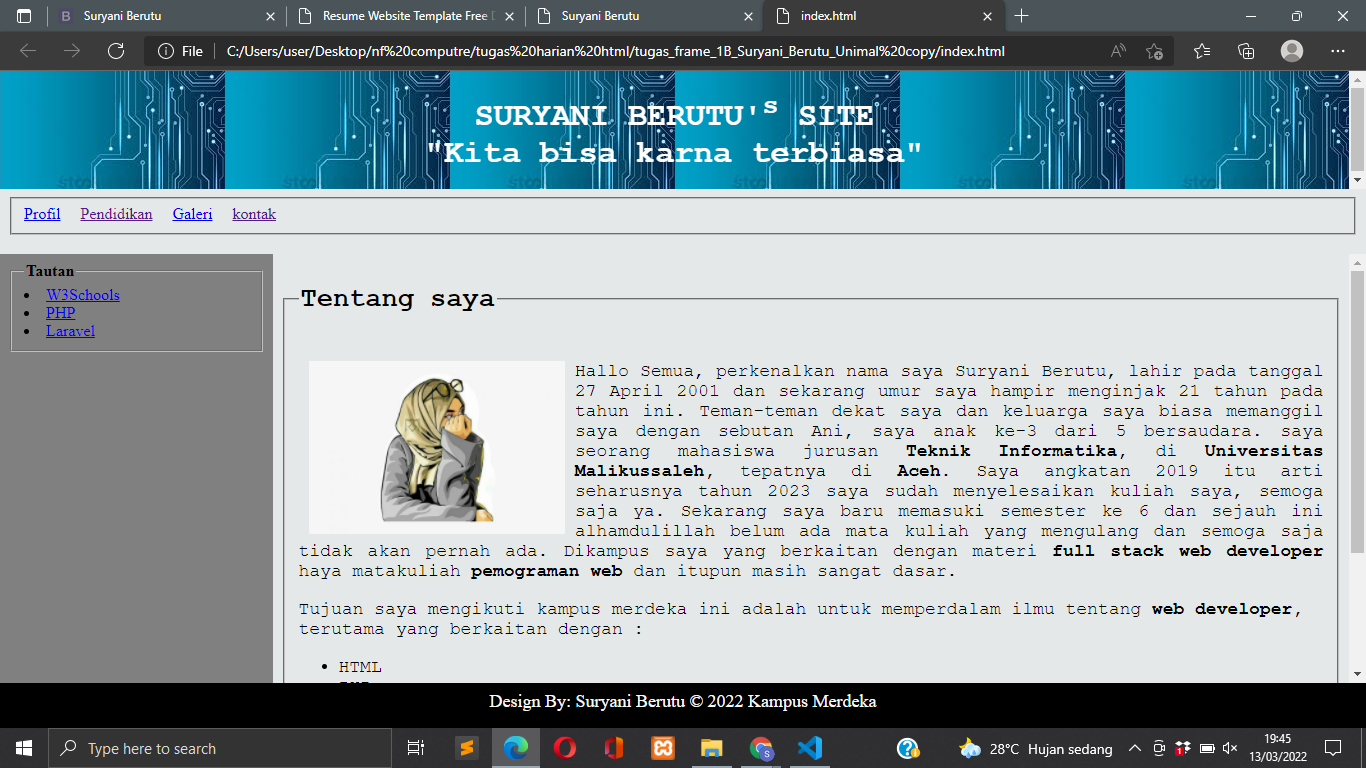 Suryani Berutu
Resume Website Template Free D
Suryani Berutu
index.html
File
C:/Users/user/Desktop/nf%20computre/tugas%20harian%20html/tugas_frame_1B_Suryani_Berutu_Unimal%20copy/index.html
SURYANI BERUTU's SITE
"Kita bisa karna terbiasa"
Profil Pendidikan Galeri kontak
Tautan
W3Schools
PHP
Laravel
Tentang saya
Hallo Semua, perkenalkan nama saya Suryani Berutu, lahir pada tanggal
27 April 2001 dan sekarang umur saya hampir menginjak 21 tahun pada
tahun ini. Teman-teman dekat saya dan keluarga saya biasa memanggil
saya dengan sebutan Ani, saya anak ke-3 dari 5 bersaudara. saya
seorang mahasiswa jurusan Teknik Informatika, di Universitas
Malikussaleh, tepatnya di Aceh. Saya angkatan 2019 itu arti
seharusnya tahun 2023 saya sudah menyelesaikan kuliah saya, semoga
saja ya. Sekarang saya baru memasuki semester ke 6 dan sejauh ini
alhamdulillah belum ada mata kuliah yang mengulang dan semoga saja
tidak akan pernah ada. Dikampus saya yang berkaitan dengan materi full stack web developer
haya matakuliah pemograman web dan itupun masih sangat dasar.
Tujuan saya mengikuti kampus merdeka ini adalah untuk memperdalam ilmu tentang web developer,
terutama yang berkaitan dengan :
• HTML
Design By: Suryani Berutu © 2022 Kampus Merdeka
Type here to search
28°C Hujan sedang
19:45
13/03/2022